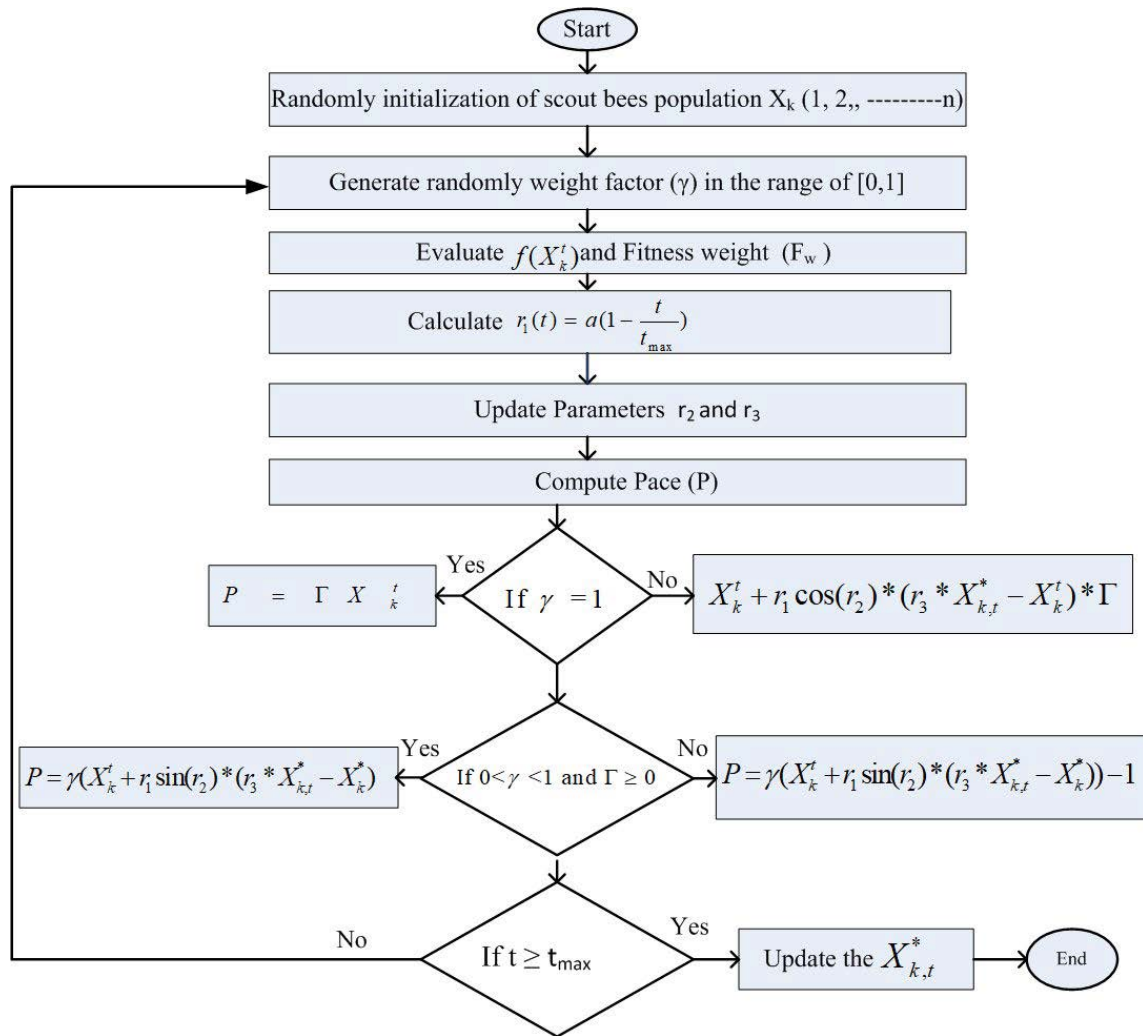 Start
Randomly initialization of scout bees population X_k (1, 2,, ---------n)
Generate randomly weight factor (γ) in the range of [0,1]
Evaluate f(X_k^t) and Fitness weight (F_w )
Calculate r_1(t) = a(1 - t/t_max)
Update Parameters r_2 and r_3
Compute Pace (P)
Yes
No
P = Γ X _k^t
If γ = 1
X_k^t + r_1 cos(r_2) * (r_3 * X_{k,t}^* - X_k^t) * Γ
Yes
No
P = γ(X_k^t + r_1 sin(r_2) * (r_3 * X_{k,t}^* - X_k^*)
If 0<γ <1 and Γ ≥ 0
P = γ(X_k^t + r_1 sin(r_2) * (r_3 * X_{k,t}^* - X_k^*)) - 1
No
Yes
If t ≥ t_max
Update the X_{k,t}^*
End